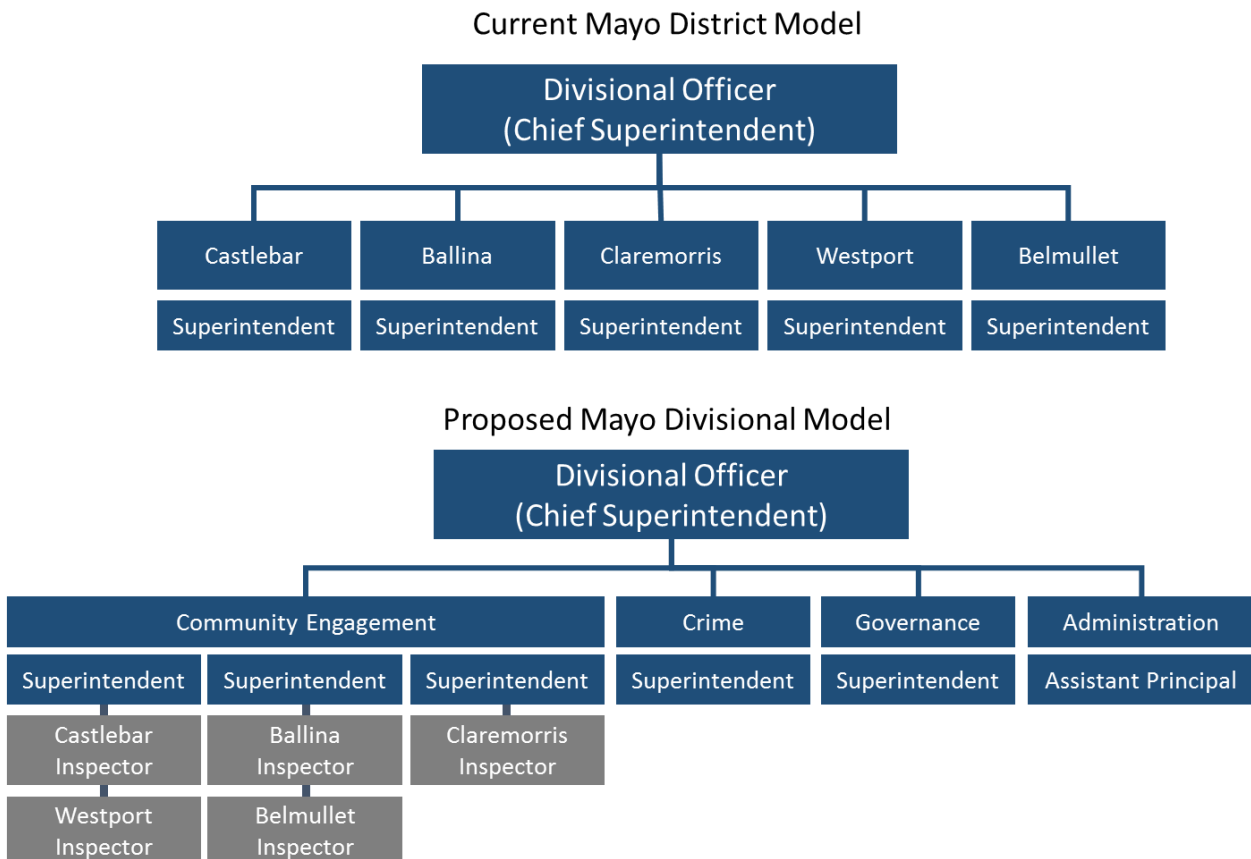 Current Mayo District Model
Divisional Officer
(Chief Superintendent)
Castlebar
Ballina
Claremorris
Westport
Belmullet
Superintendent
Superintendent
Superintendent
Superintendent
Superintendent
Proposed Mayo Divisional Model
Divisional Officer
(Chief Superintendent)
Community Engagement
Crime
Governance
Administration
Superintendent
Superintendent
Superintendent
Superintendent
Superintendent
Assistant Principal
Castlebar
Inspector
Ballina
Inspector
Claremorris
Inspector
Westport
Inspector
Belmullet
Inspector